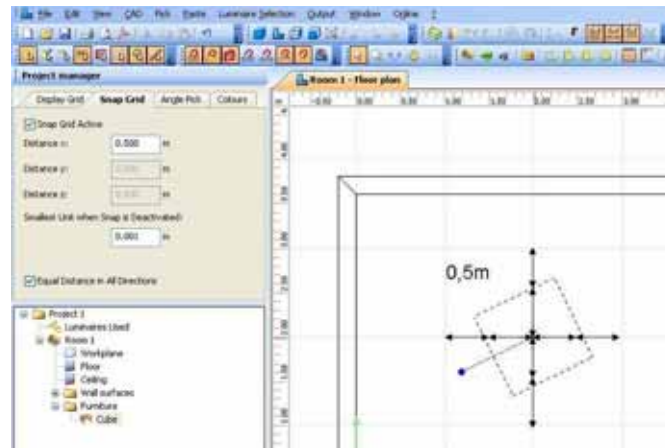 File Edit View CAD Pick Paste Luminaire Selection Output Window Online ?
Project manager
Room 1 - Floor plan
Display Grid Snap Grid Angle Pick Colours
Snap Grid Active
Distance x: 0.500 m
Distance y: m
Distance z: m
Smallest Unit when Snap is Deactivated:
0.001 m
Equal Distance in All Directions
0,5m
Project 1
Luminaires Used
Room 1
Workplane
Floor
Ceiling
Wall surfaces
Furniture
Cube